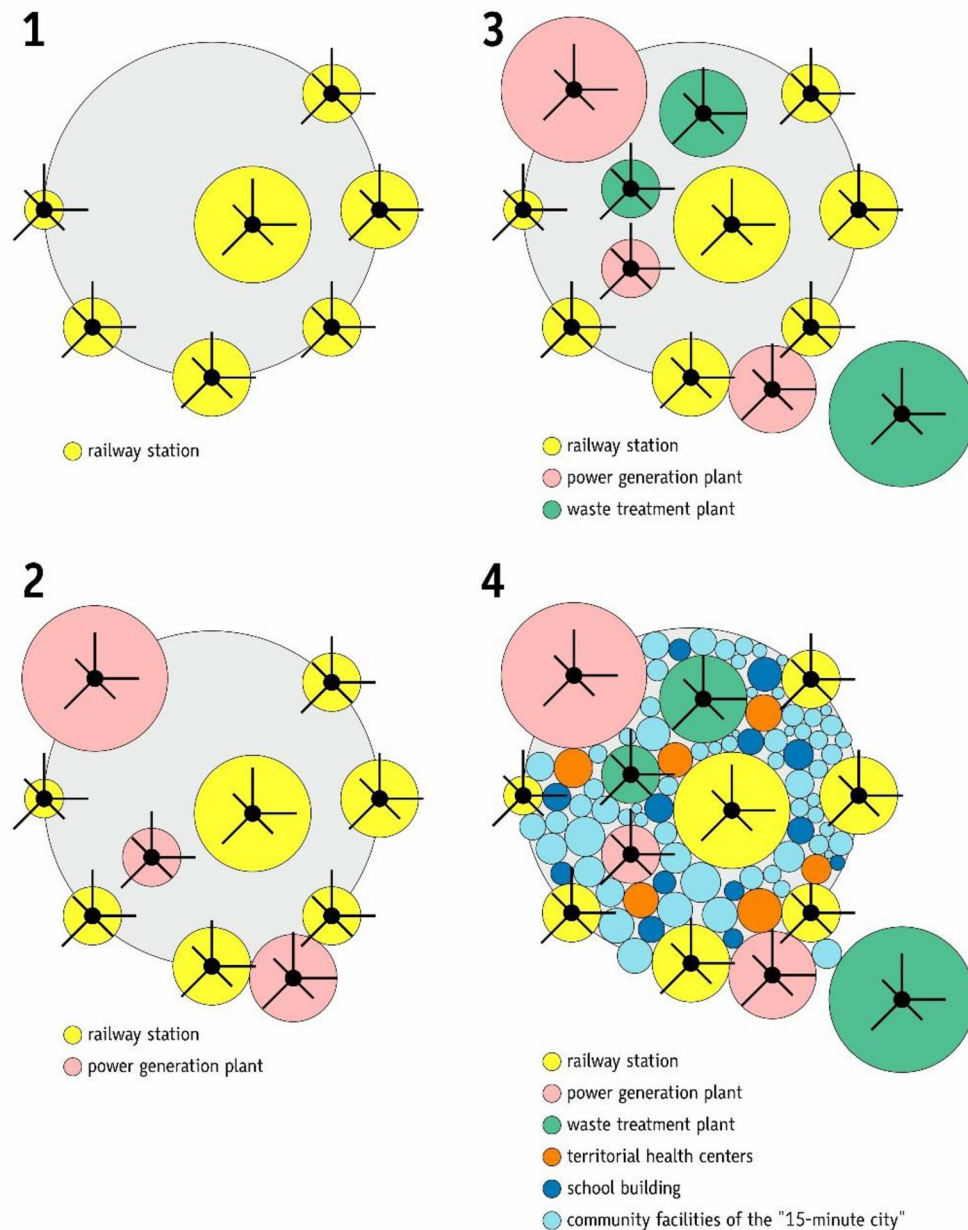 1
railway station
2
railway station
power generation plant
3
railway station
power generation plant
waste treatment plant
4
railway station
power generation plant
waste treatment plant
territorial health centers
school building
community facilities of the "15-minute city"